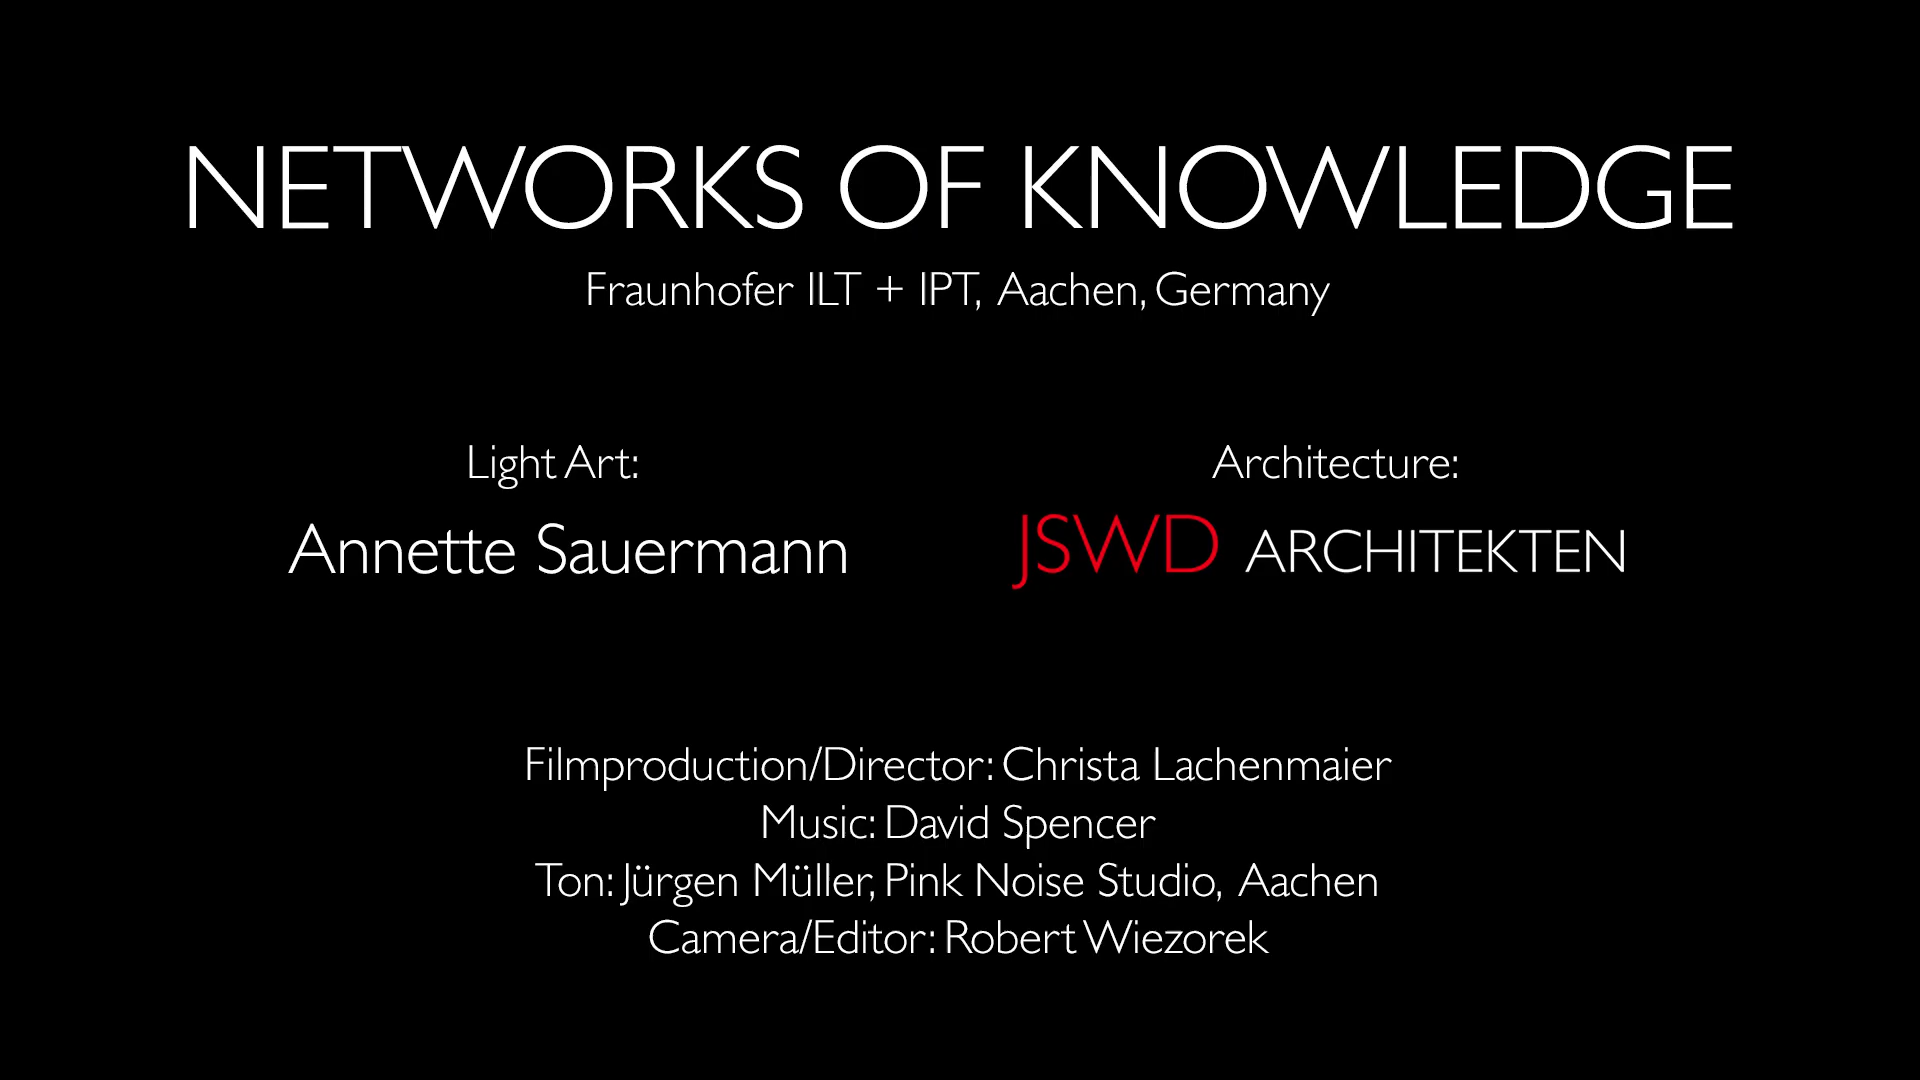 NETWORKS OF KNOWLEDGE
Fraunhofer ILT + IPT, Aachen, Germany
Light Art:
Annette Sauermann
Architecture:
JSWD ARCHITEKTEN
Filmproduction/Director: Christa Lachenmaier
Music: David Spencer
Ton: Jürgen Müller, Pink Noise Studio, Aachen
Camera/Editor: Robert Wiezorek